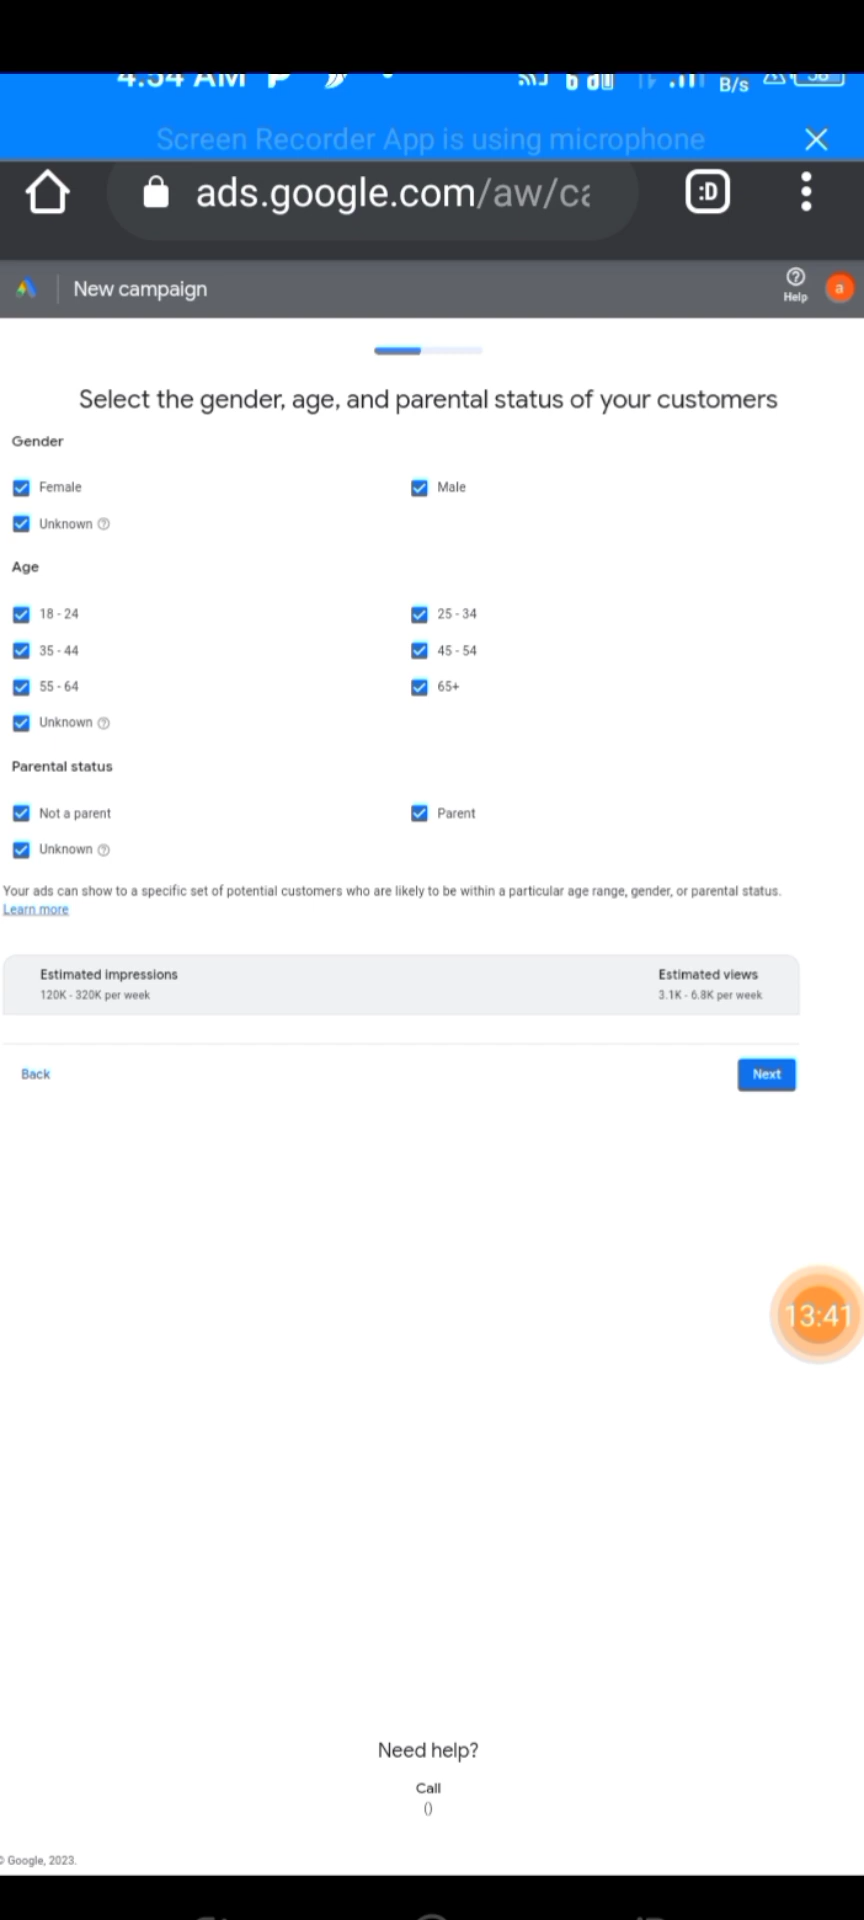 4:54 AM
B/s
Screen Recorder App is using microphone
ads.google.com/aw/ca
:D
New campaign
Help
a
Select the gender, age, and parental status of your customers
Gender
Female
Male
Unknown
Age
18 - 24
25 - 34
35 - 44
45 - 54
55 - 64
65+
Unknown
Parental status
Not a parent
Parent
Unknown
Your ads can show to a specific set of potential customers who are likely to be within a particular age range, gender, or parental status.
Learn more
Estimated impressions
Estimated views
120K - 320K per week
3.1K - 6.8K per week
Back
Next
13:41
Need help?
Call
()
© Google, 2023.